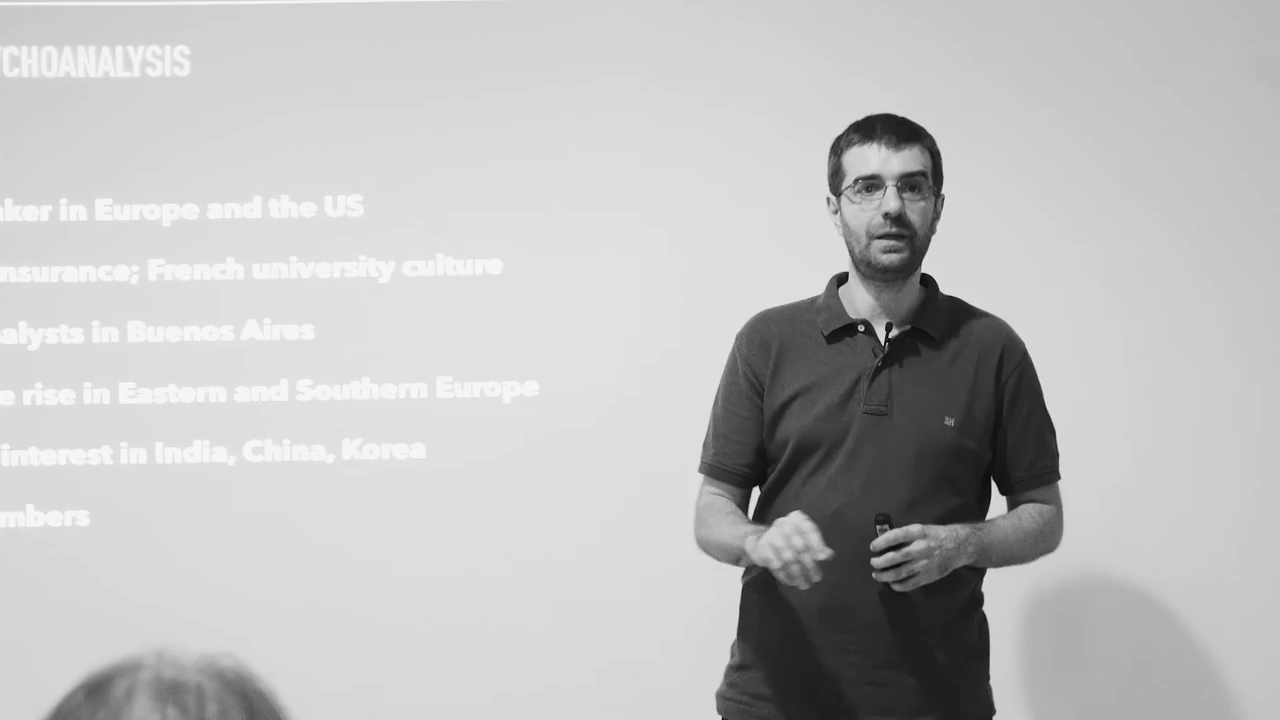 CHOANALYSIS
in Europe and the US
nsurance; French university culture
alysts in Buenos Aires
rise in Eastern and Southern Europe
interest in India, China, Korea
mbers